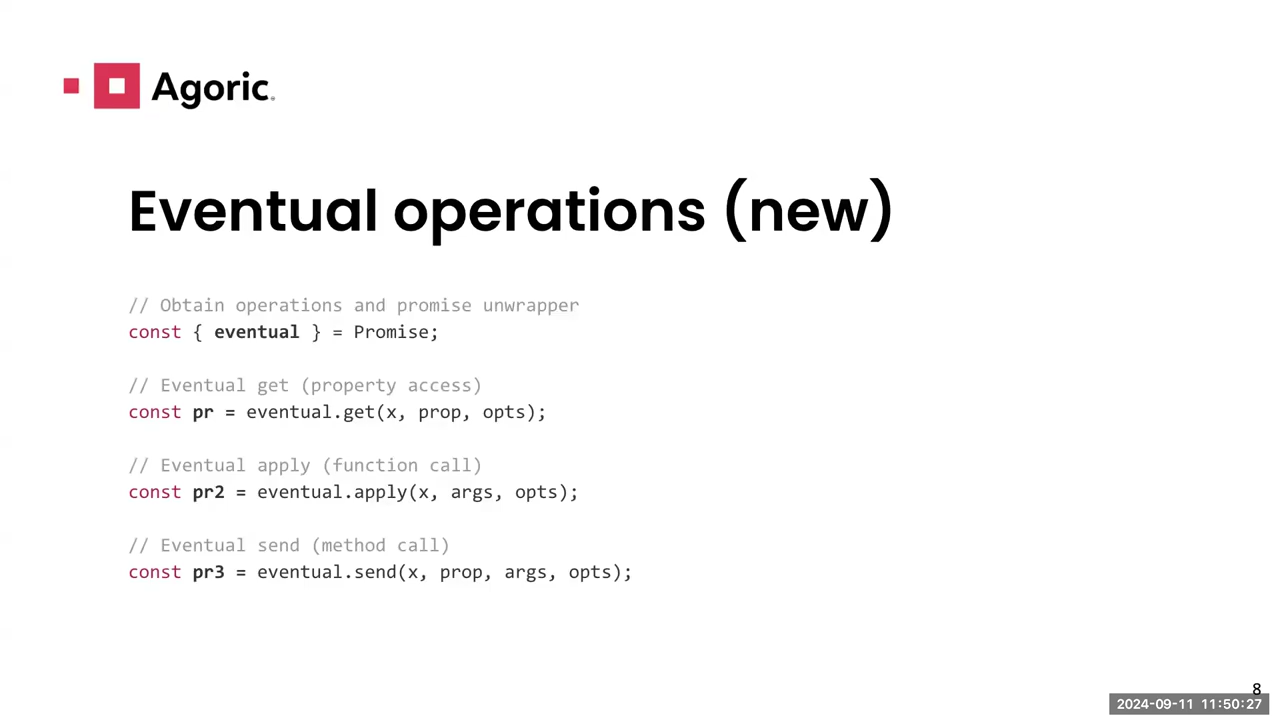 Agoric
Eventual operations (new)
// Obtain operations and promise unwrapper
const { eventual } = Promise;
// Eventual get (property access)
const pr = eventual.get(x, prop, opts);
// Eventual apply (function call)
const pr2 = eventual.apply(x, args, opts);
// Eventual send (method call)
const pr3 = eventual.send(x, prop, args, opts);
8
2024-09-11 11:50:27